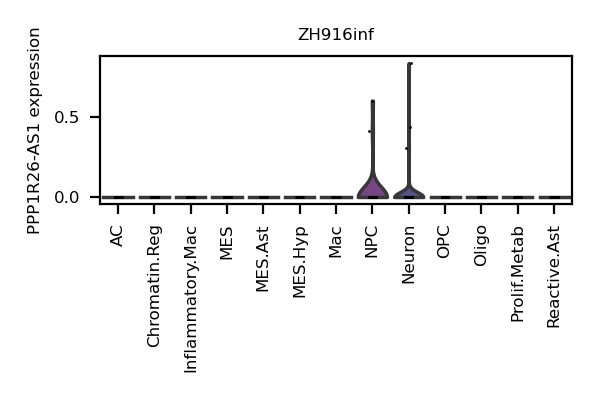 ZH916inf
PPP1R26-AS1 expression
0.5
0.0
AC
Chromatin.Reg
Inflammatory.Mac
MES
MES.Ast
MES.Hyp
Mac
NPC
Neuron
OPC
Oligo
Prolif.Metab
Reactive.Ast